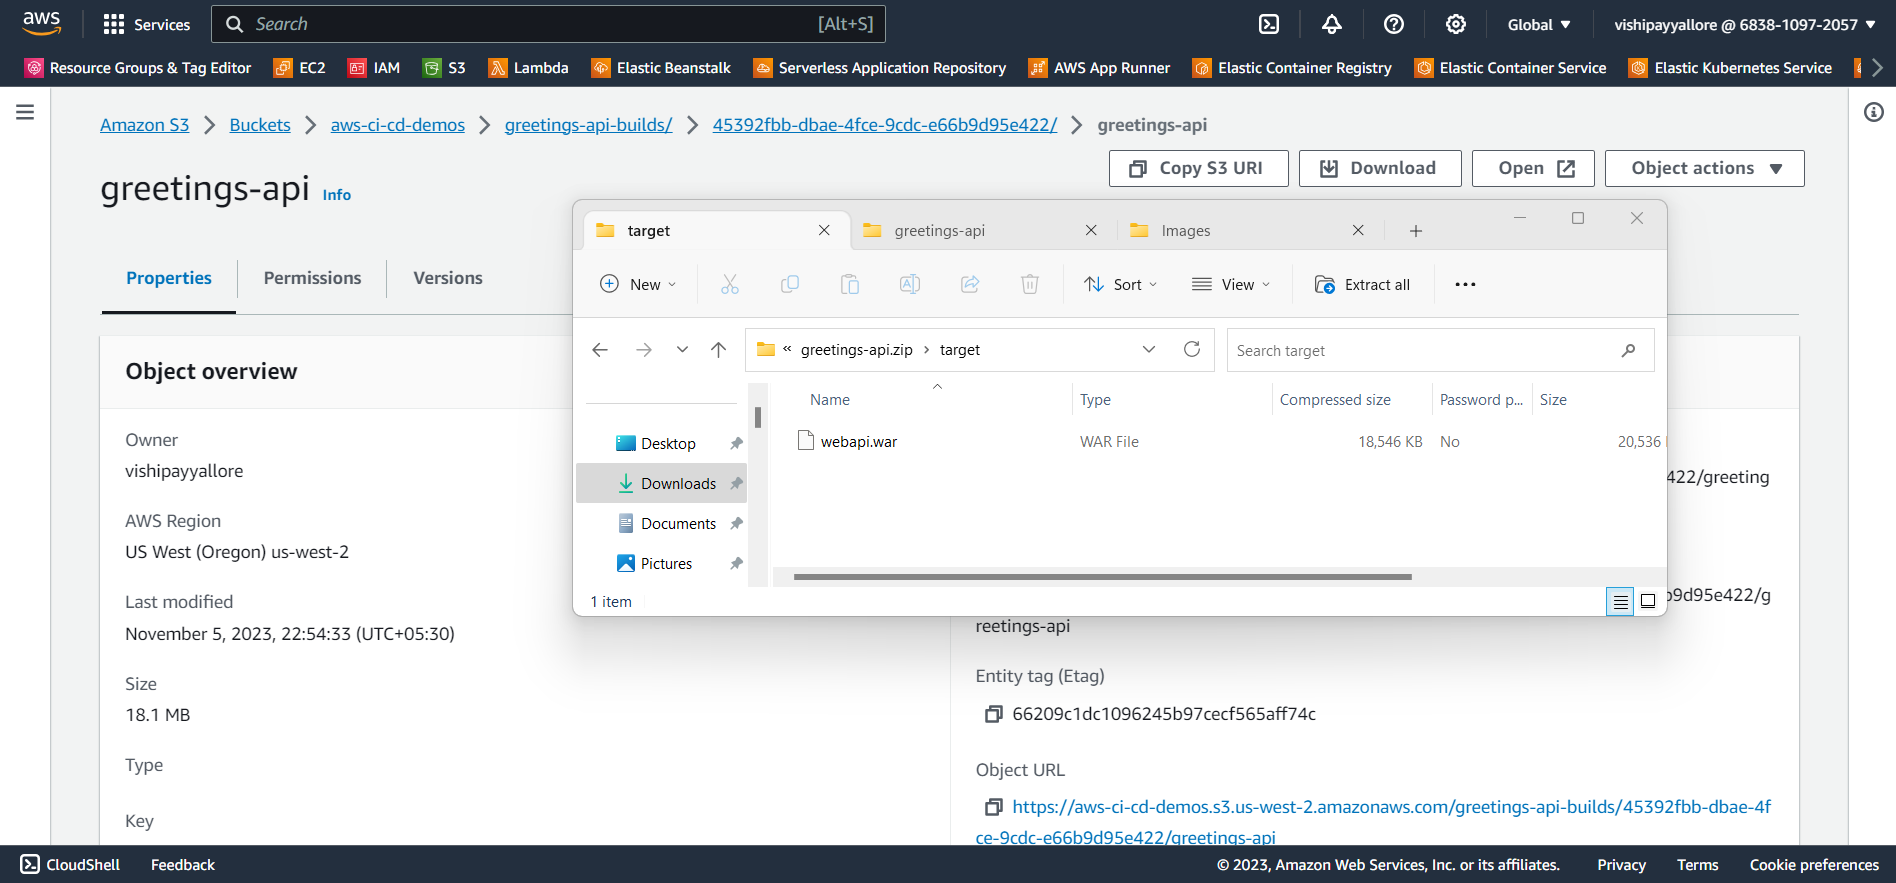 aws
Services
Search [Alt+S]
Global
vishipayyallore @ 6838-1097-2057
Resource Groups & Tag Editor EC2 IAM S3 Lambda Elastic Beanstalk Serverless Application Repository AWS App Runner Elastic Container Registry Elastic Container Service Elastic Kubernetes Service
Amazon S3 > Buckets > aws-ci-cd-demos > greetings-api-builds/ > 45392fbb-dbae-4fce-9cdc-e66b9d95e422/ > greetings-api
Copy S3 URI Download Open Object actions
greetings-api Info
Properties Permissions Versions
target greetings-api Images
New Sort View Extract all
« greetings-api.zip > target
Search target
Name Type Compressed size Password p... Size
webapi.war WAR File 18,546 KB No 20,536
Desktop
Downloads
Documents
Pictures
1 item
Object overview
Owner
vishipayyallore
AWS Region
US West (Oregon) us-west-2
Last modified
November 5, 2023, 22:54:33 (UTC+05:30)
Size
18.1 MB
Type
Key
422/greeting
b9d95e422/g
reetings-api
Entity tag (Etag)
66209c1dc1096245b97cecf565aff74c
Object URL
https://aws-ci-cd-demos.s3.us-west-2.amazonaws.com/greetings-api-builds/45392fbb-dbae-4f
ce-9cdc-e66b9d95e422/greetings-api
CloudShell Feedback © 2023, Amazon Web Services, Inc. or its affiliates. Privacy Terms Cookie preferences